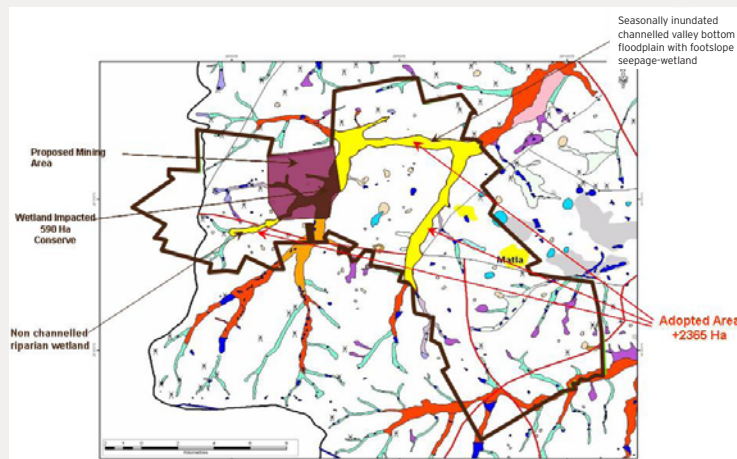 Seasonally inundated
channelled valley bottom
floodplain with footslope
seepage-wetland
Proposed Mining
Area
Wetland Impacted
590 Ha
Conserve
Matla
Non channelled
riparian wetland
Adopted Area
+2365 Ha